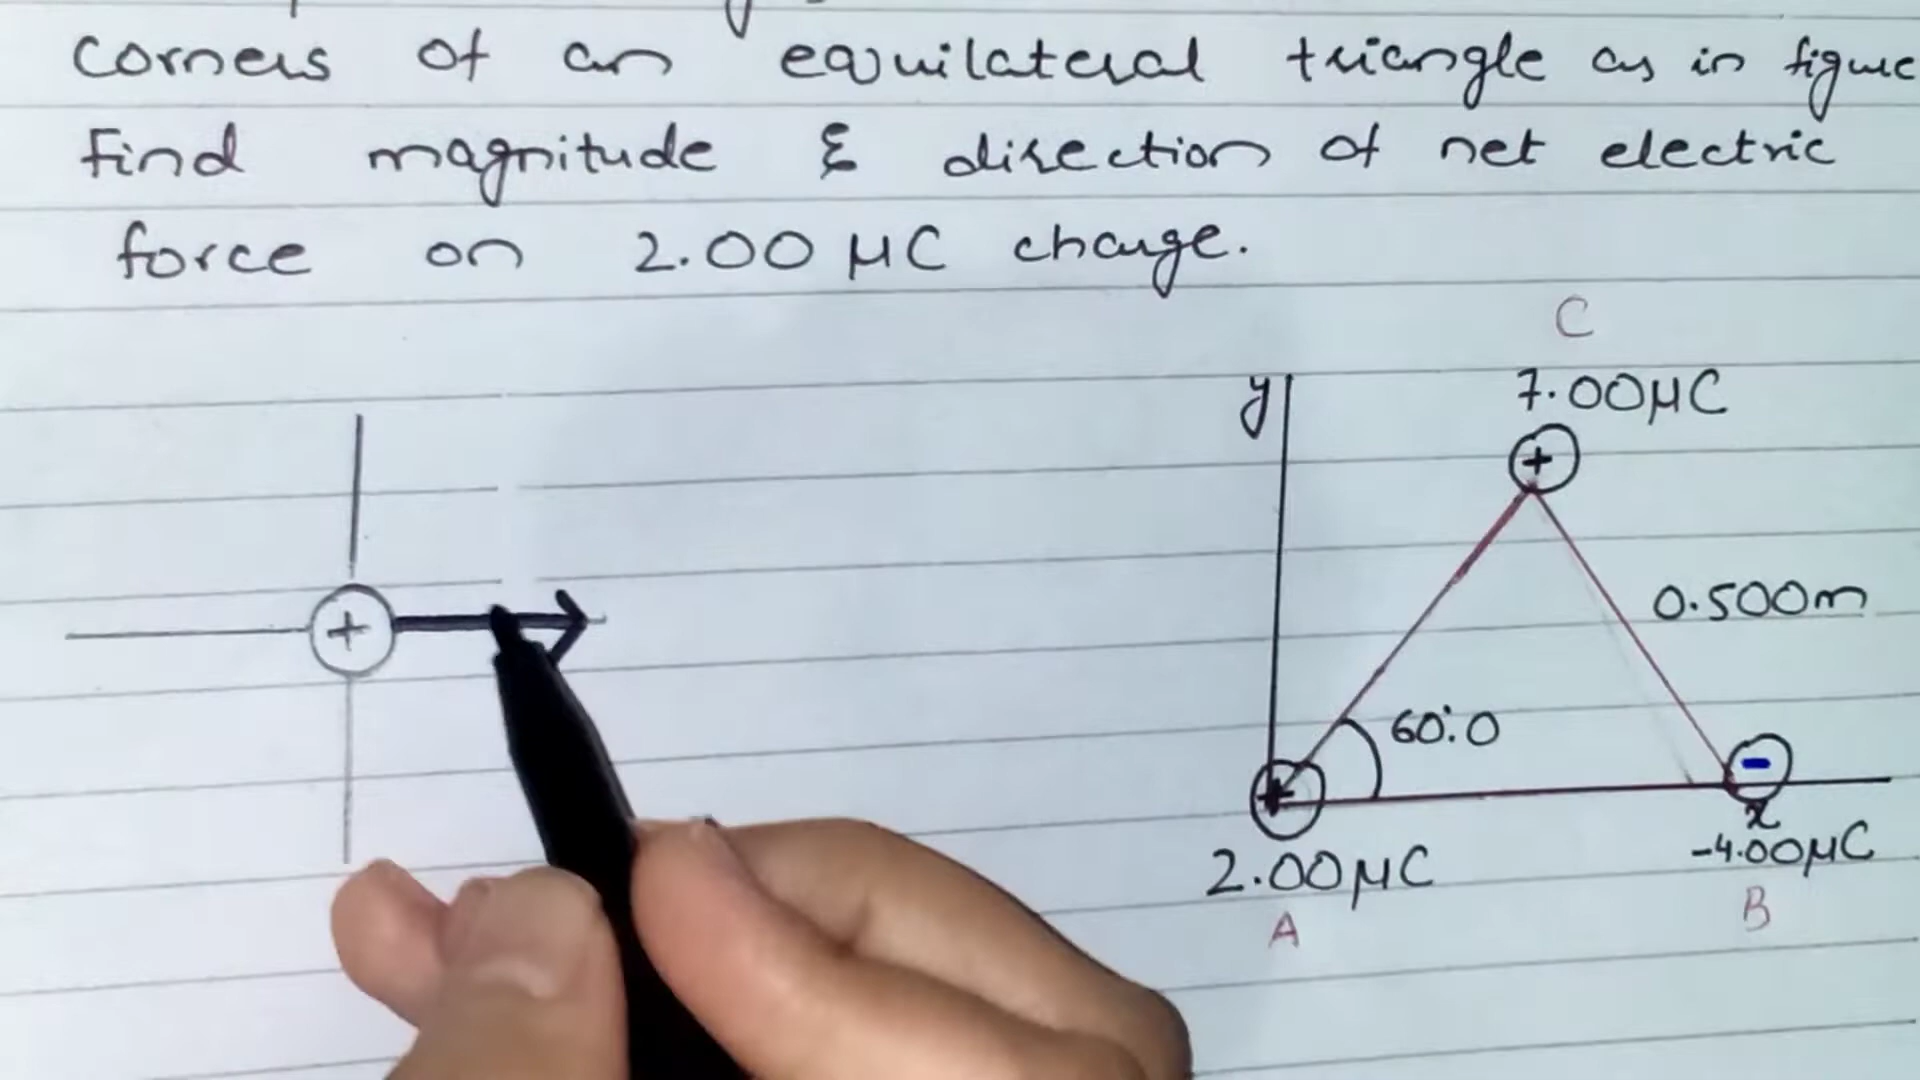 corners of an equilateral triangle as in figure
Find magnitude & direction of net electric
force on 2.00 μC charge.
C
y
7.00μC
+
0.500m
60°.0
+
+
-
x
2.00μC
-4.00μC
A
B